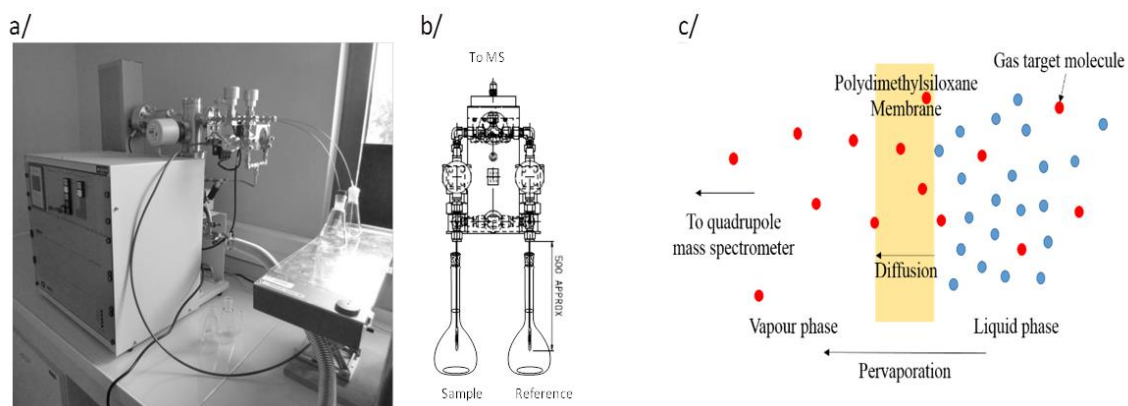 a/
b/
To MS
500 APPROX
Sample
Reference
c/
Gas target molecule
Polydimethylsiloxane
Membrane
To quadrupole
mass spectrometer
Diffusion
Vapour phase
Liquid phase
Pervaporation